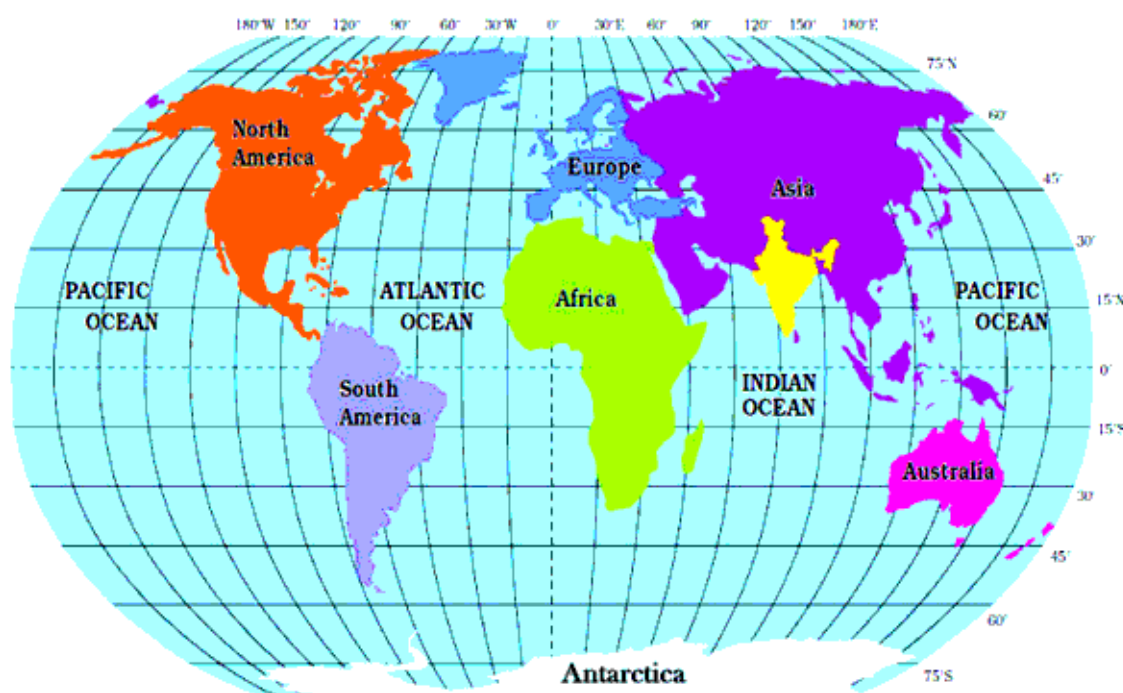 180°W 150° 120° 90° 60° 30°W 0° 30°E 60° 90° 120° 150° 180°E
75°N
60°
North
America
Europe
45°
Asia
30°
PACIFIC
OCEAN
ATLANTIC
OCEAN
Africa
PACIFIC
OCEAN
15°N
0°
South
America
INDIAN
OCEAN
15°S
Australia
30°
45°
60°
Antarctica
75°S